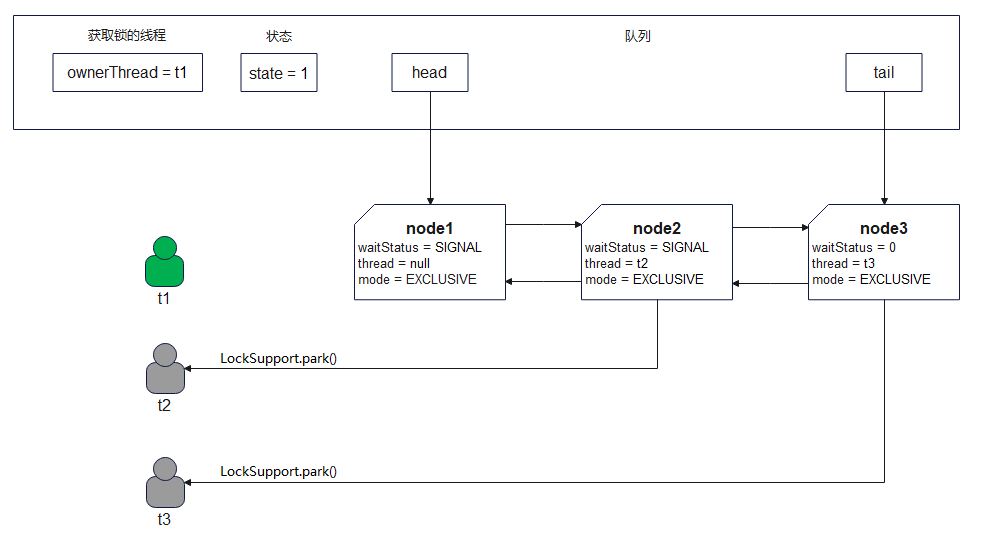 获取锁的线程
状态
队列
ownerThread = t1
state = 1
head
tail
node1
waitStatus = SIGNAL
thread = null
mode = EXCLUSIVE
node2
waitStatus = SIGNAL
thread = t2
mode = EXCLUSIVE
node3
waitStatus = 0
thread = t3
mode = EXCLUSIVE
t1
LockSupport.park()
t2
LockSupport.park()
t3